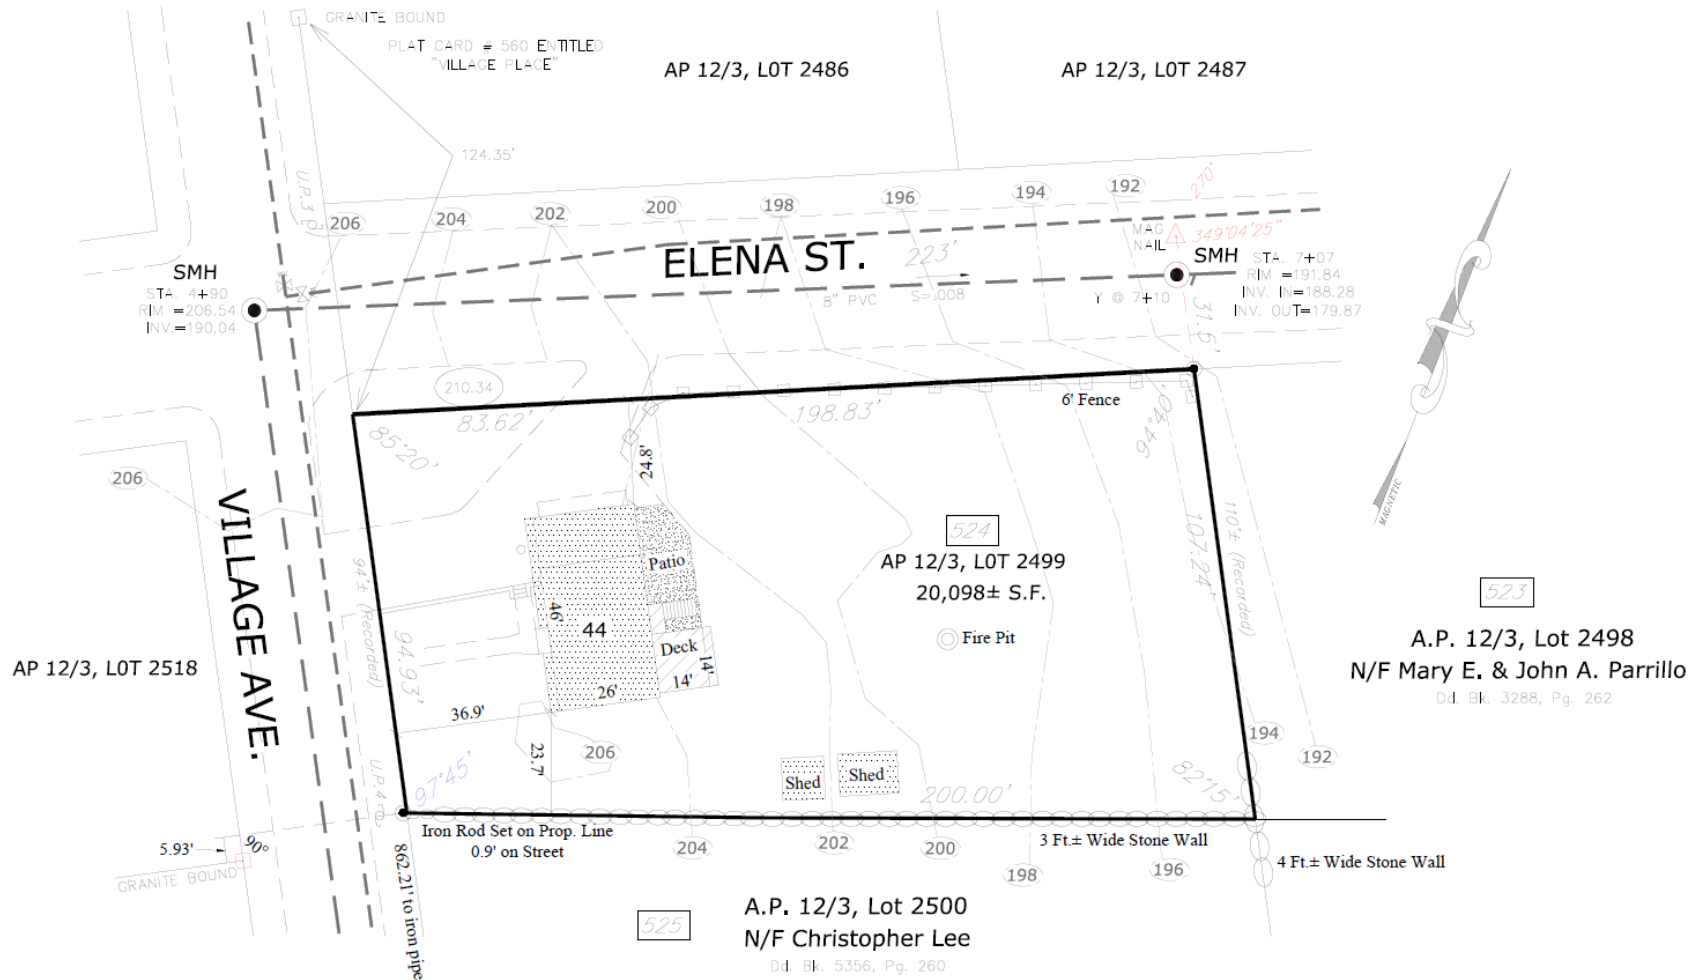 GRANITE BOUND
PLAT CARD # 560 ENTITLED
"VILLAGE PLACE"
AP 12/3, LOT 2486
AP 12/3, LOT 2487
124.35'
U.P.3
206
204
202
200
198
196
194
192
270'
MAG
NAIL
349°04'25"
ELENA ST.
223'
8" PVC
S=.008
Y @ 7+10
SMH
STA. 7+07
RIM =191.84
INV. IN=188.28
INV. OUT=179.87
31.5'
SMH
STA. 4+90
RIM =206.54
INV.=190.04
210.34
83.62'
198.83'
6' Fence
85°20'
94°40'
24.8'
206
VILLAGE AVE.
94'± (Recorded)
94.93'
107.24'
110'± (Recorded)
MAGNETIC
524
AP 12/3, LOT 2499
20,098± S.F.
Fire Pit
Patio
46'
44
Deck
14'
14'
26'
36.9'
23.7'
206
523
A.P. 12/3, Lot 2498
N/F Mary E. & John A. Parrillo
Dd. Bk. 3288, Pg. 262
AP 12/3, LOT 2518
194
192
Shed
Shed
200.00'
82°15'
97°45'
U.P.4
Iron Rod Set on Prop. Line
0.9' on Street
3 Ft.± Wide Stone Wall
4 Ft.± Wide Stone Wall
204
202
200
198
196
5.93'
90°
GRANITE BOUND
862.21' to iron pipe
525
A.P. 12/3, Lot 2500
N/F Christopher Lee
Dd. Bk. 5356, Pg. 260